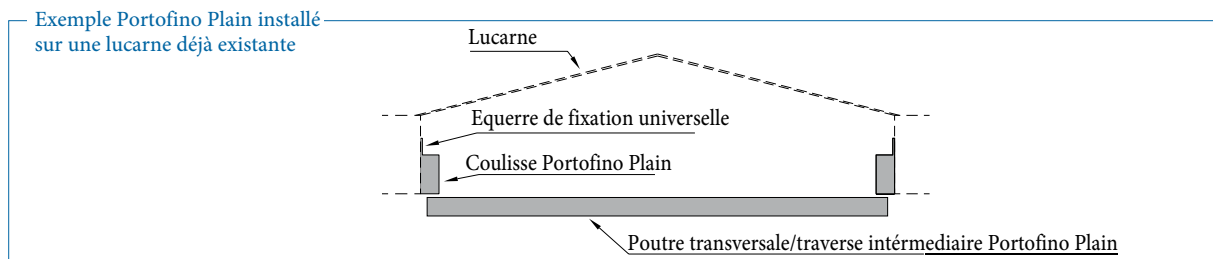 Exemple Portofino Plain installé
sur une lucarne déjà existante
Lucarne
Equerre de fixation universelle
Coulisse Portofino Plain
Poutre transversale/traverse intérmediaire Portofino Plain